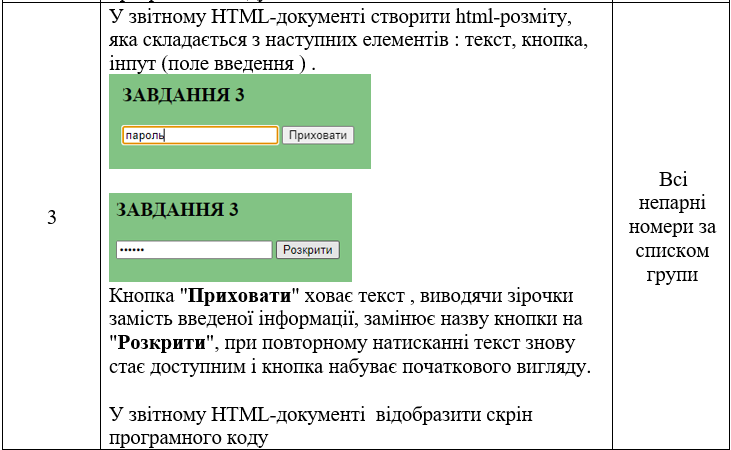 У звітному HTML-документі створити html-розміту,
яка складається з наступних елементів : текст, кнопка,
інпут (поле введення ) .
ЗАВДАННЯ 3
пароль Приховати
ЗАВДАННЯ 3
•••••• Розкрити
3
Кнопка "Приховати" ховає текст , виводячи зірочки
замість введеної інформації, замінює назву кнопки на
"Розкрити", при повторному натисканні текст знову
стає доступним і кнопка набуває початкового вигляду.
У звітному HTML-документі відобразити скрін
програмного коду
Всі
непарні
номери за
списком
групи